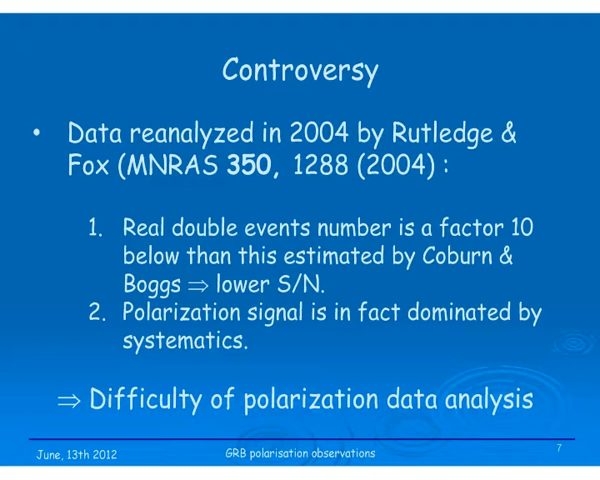 Controversy
• Data reanalyzed in 2004 by Rutledge &
Fox (MNRAS 350, 1288 (2004) :
1. Real double events number is a factor 10
below than this estimated by Coburn &
Boggs ⇒ lower S/N.
2. Polarization signal is in fact dominated by
systematics.
⇒ Difficulty of polarization data analysis
June, 13th 2012 GRB polarisation observations 7